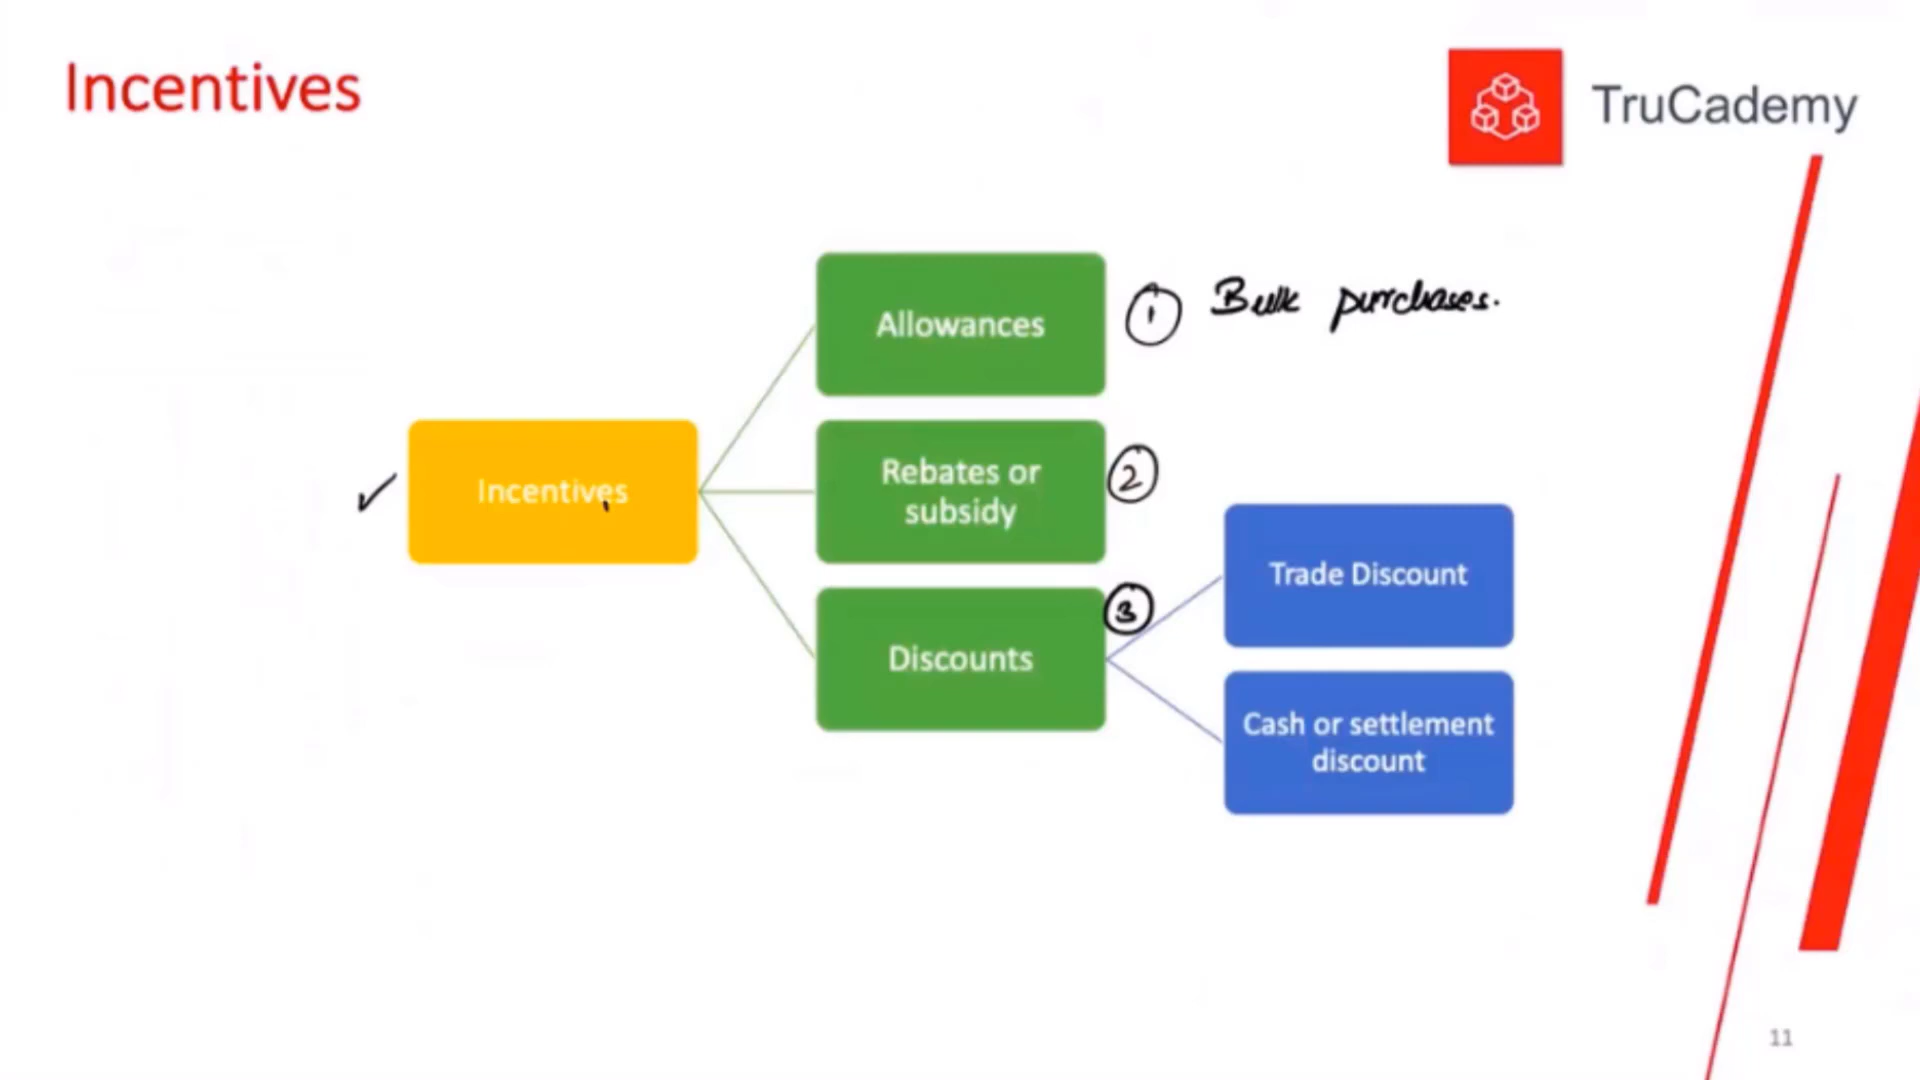 Incentives
TruCademy
Allowances
1 Bulk purchases.
Incentives
Rebates or
subsidy
2
Discounts
3
Trade Discount
Cash or settlement
discount
11